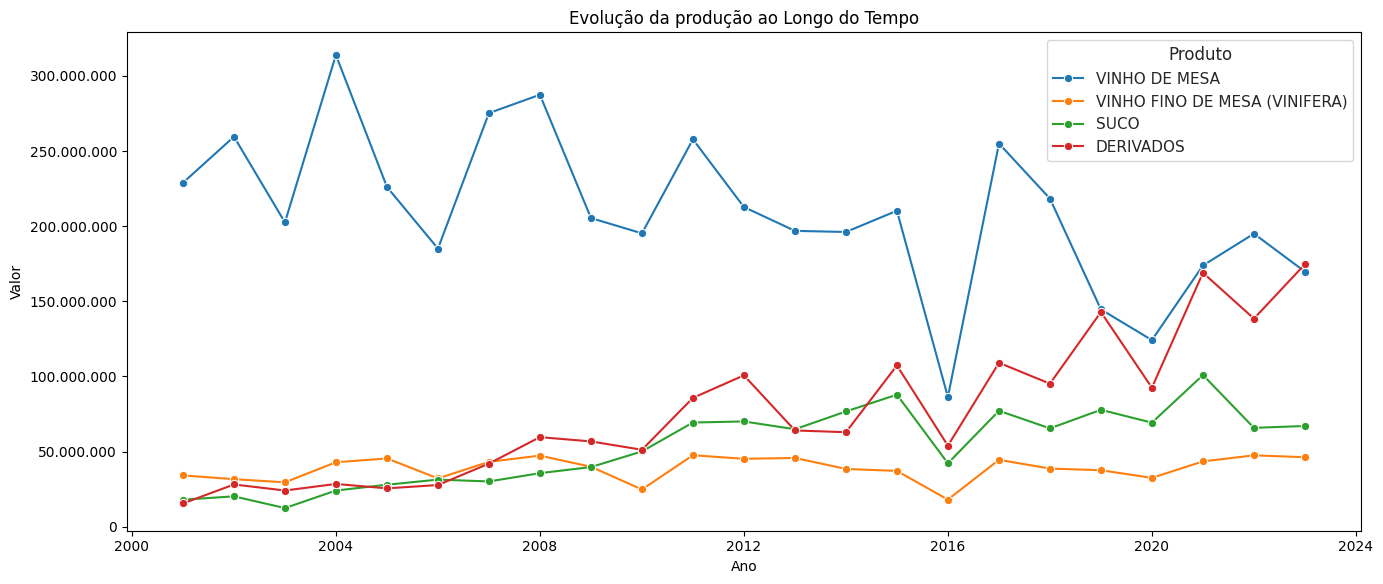 Evolução da produção ao Longo do Tempo
Produto
VINHO DE MESA
VINHO FINO DE MESA (VINIFERA)
SUCO
DERIVADOS
Valor
300.000.000
250.000.000
200.000.000
150.000.000
100.000.000
50.000.000
0
2000 2004 2008 2012 2016 2020 2024
Ano